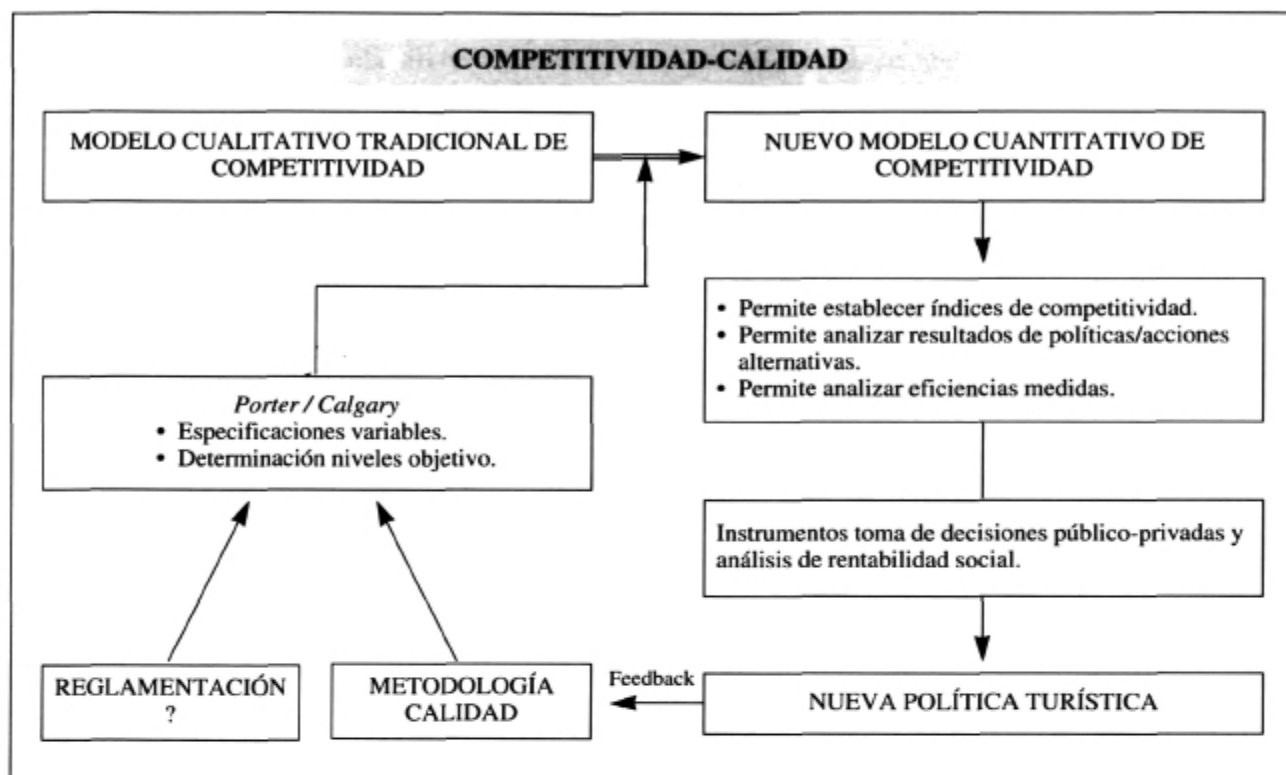 COMPETITIVIDAD-CALIDAD
MODELO CUALITATIVO TRADICIONAL DE
COMPETITIVIDAD
NUEVO MODELO CUANTITATIVO DE
COMPETITIVIDAD
• Permite establecer índices de competitividad.
• Permite analizar resultados de políticas/acciones
alternativas.
• Permite analizar eficiencias medidas.
Porter / Calgary
• Especificaciones variables.
• Determinación niveles objetivo.
Instrumentos toma de decisiones público-privadas y
análisis de rentabilidad social.
REGLAMENTACIÓN
?
METODOLOGÍA
CALIDAD
Feedback
NUEVA POLÍTICA TURÍSTICA